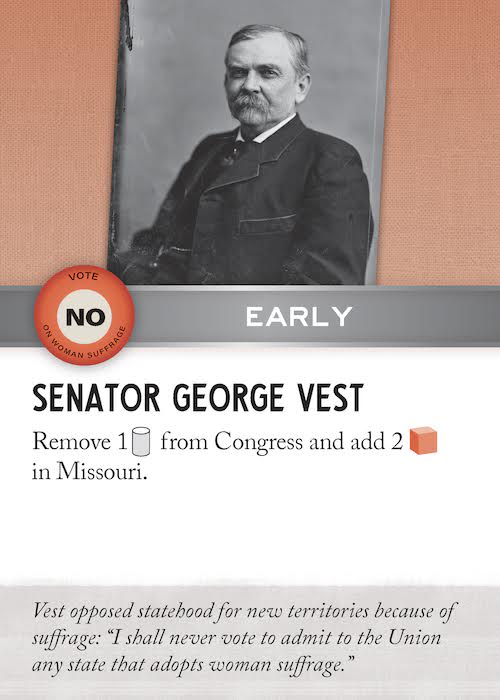 VOTE
NO
ON WOMAN SUFFRAGE
EARLY
SENATOR GEORGE VEST
Remove 1 from Congress and add 2
in Missouri.
Vest opposed statehood for new territories because of
suffrage: “I shall never vote to admit to the Union
any state that adopts woman suffrage.”